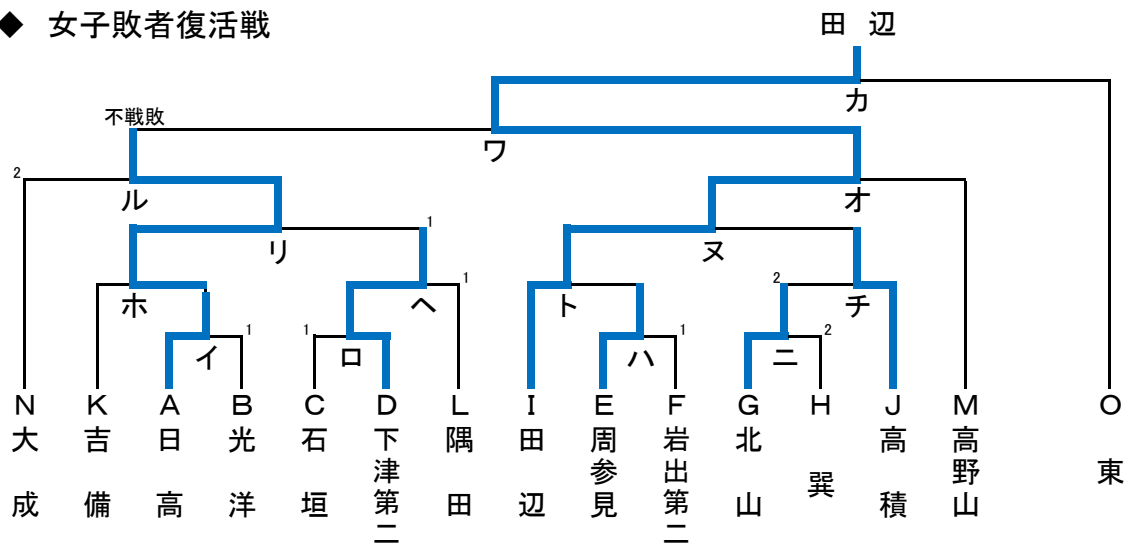 ◆ 女子敗者復活戦
田 辺
カ
不戦敗
ワ
2
ル
オ
1
リ
ヌ
1
2
ホ
ヘ
ト
チ
1
1
1
2
イ
ロ
ハ
ニ
N K A B C D L I E F G H J M O
大成
吉備
日高
光洋
石垣
下津第二
隅田
田辺
周参見
岩出第二
北山
巽
高積
高野山
東